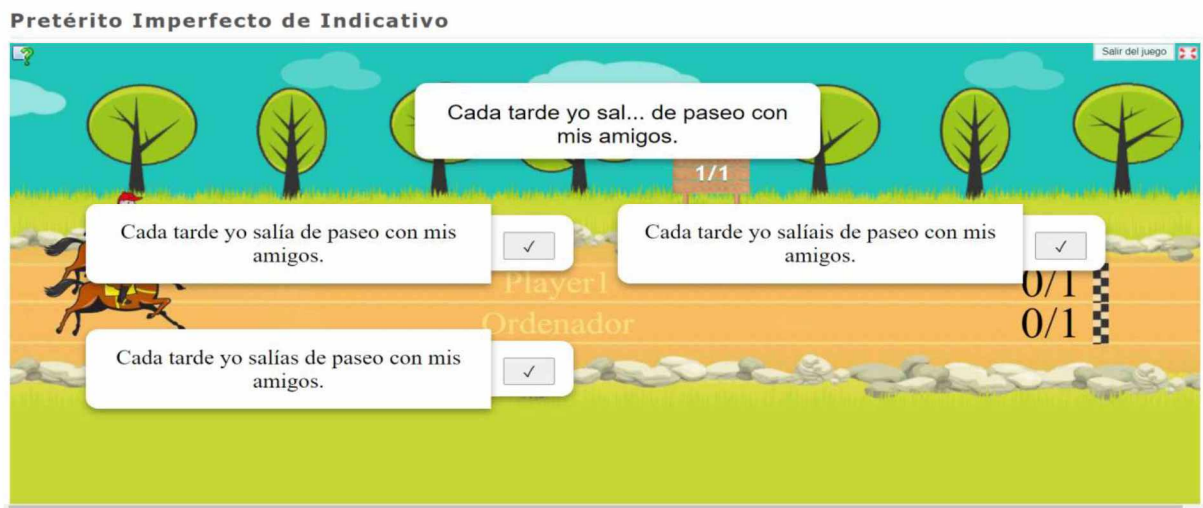 Pretérito Imperfecto de Indicativo
Salir del juego
Cada tarde yo sal... de paseo con
mis amigos.
1/1
Cada tarde yo salía de paseo con mis
amigos.
Cada tarde yo salíais de paseo con mis
amigos.
Player1
0/1
Ordenador
0/1
Cada tarde yo salías de paseo con mis
amigos.